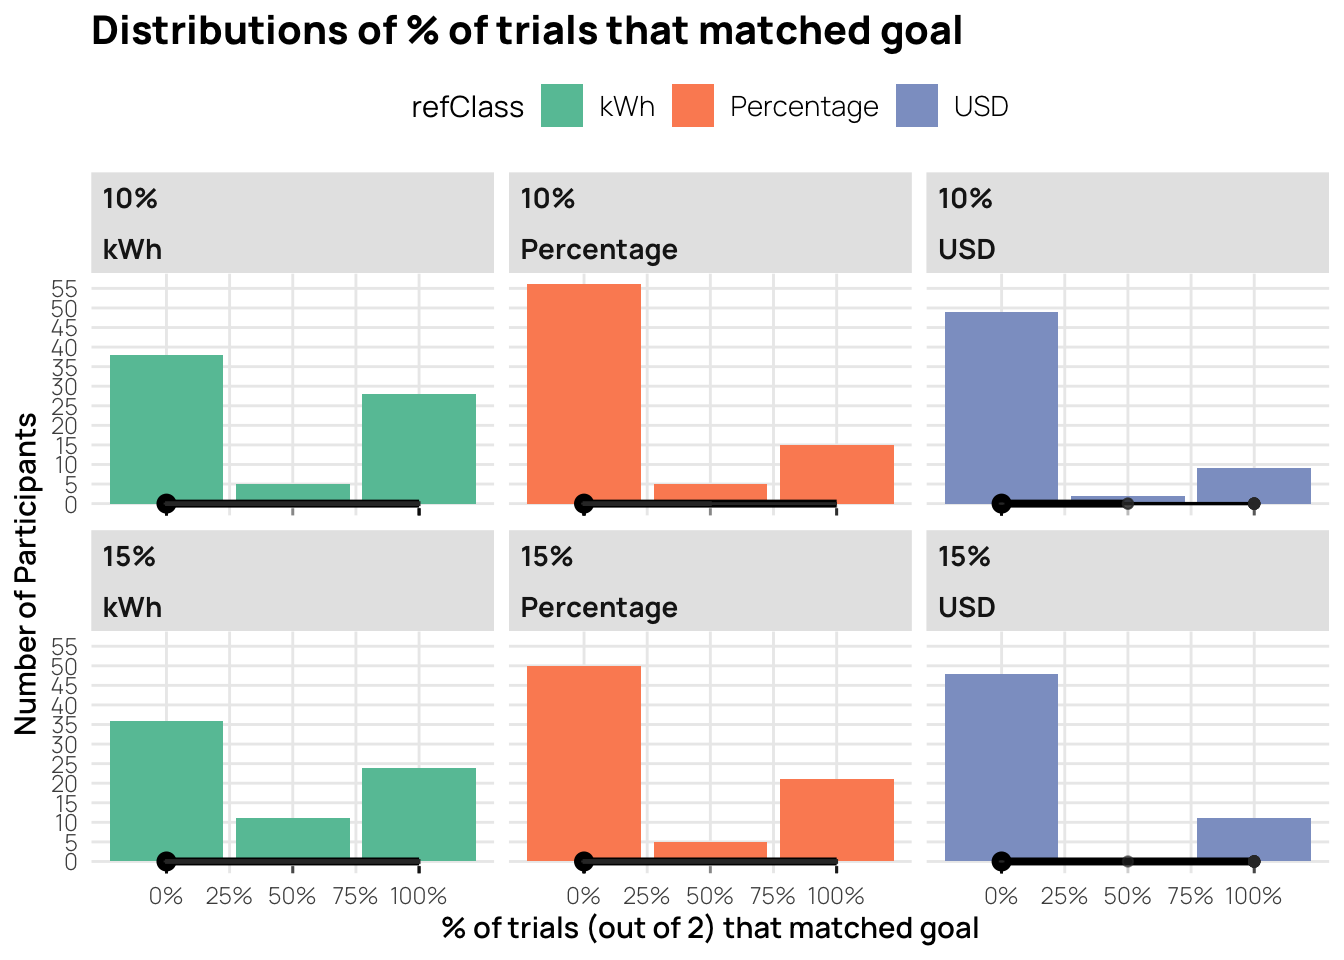 Distributions of % of trials that matched goal
refClass kWh Percentage USD
10% 10% 10%
kWh Percentage USD
55
50
45
40
35
30
25
20
15
10
5
0
15% 15% 15%
kWh Percentage USD
55
50
45
40
35
30
25
20
15
10
5
0
Number of Participants
0% 25% 50% 75% 100% 0% 25% 50% 75% 100% 0% 25% 50% 75% 100%
% of trials (out of 2) that matched goal